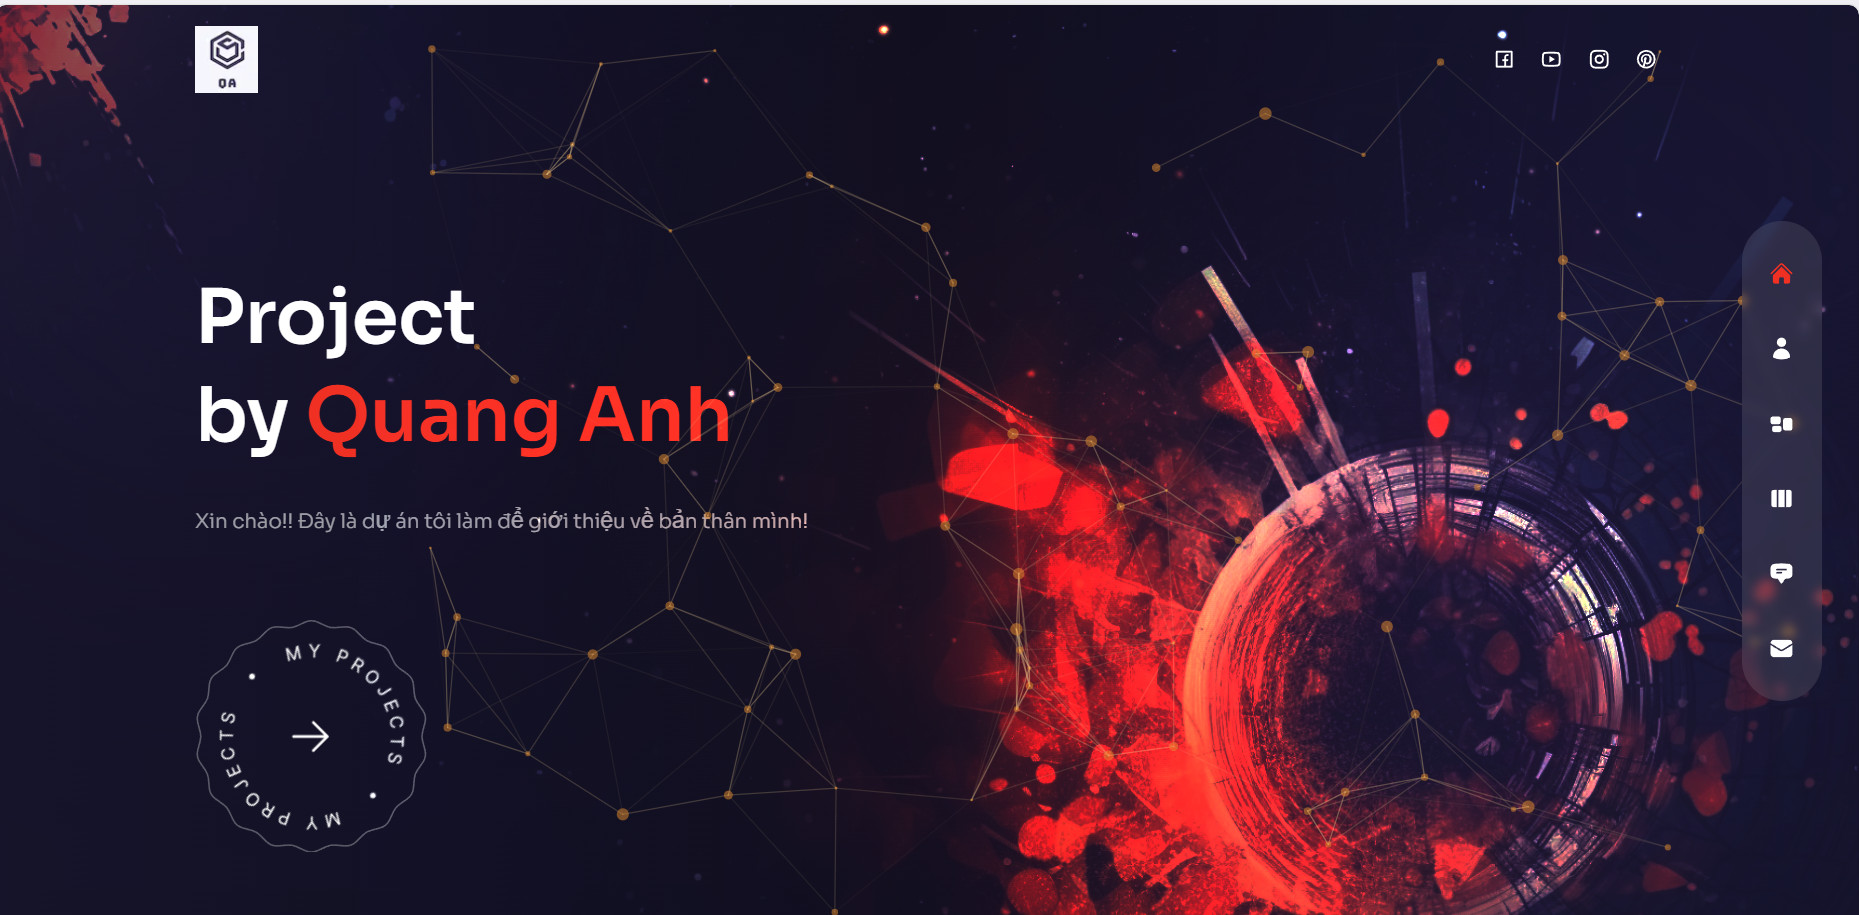 QA
Project
by Quang Anh
Xin chào!! Đây là dự án tôi làm để giới thiệu về bản thân mình!
MY PROJECTS
MY PROJECTS